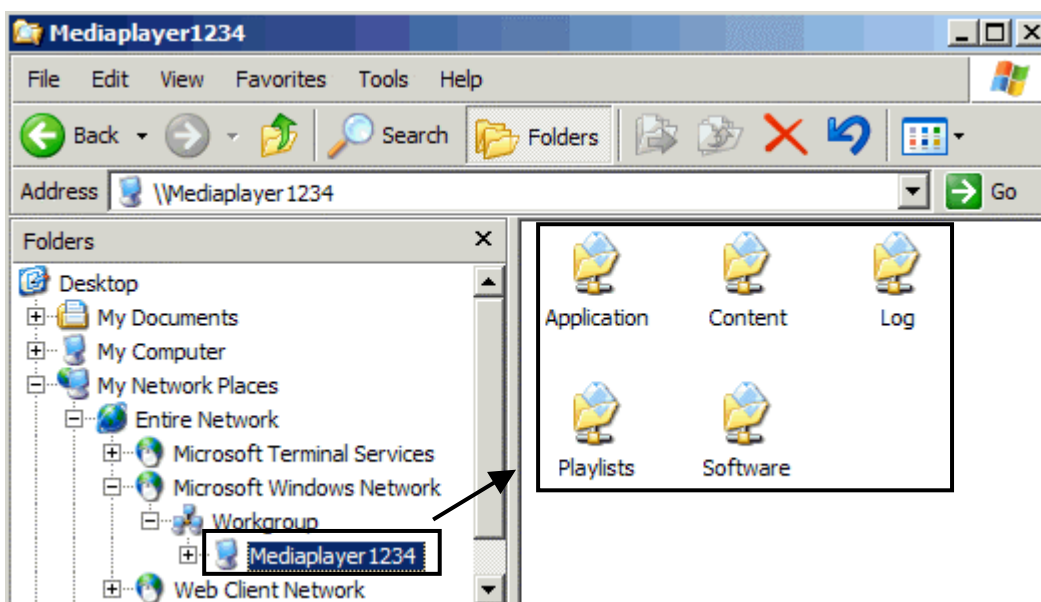 Mediaplayer1234
File Edit View Favorites Tools Help
Back Search Folders
Address \\Mediaplayer1234 Go
Folders
Desktop
My Documents
My Computer
My Network Places
Entire Network
Microsoft Terminal Services
Microsoft Windows Network
Workgroup
Mediaplayer1234
Web Client Network
Application Content Log
Playlists Software